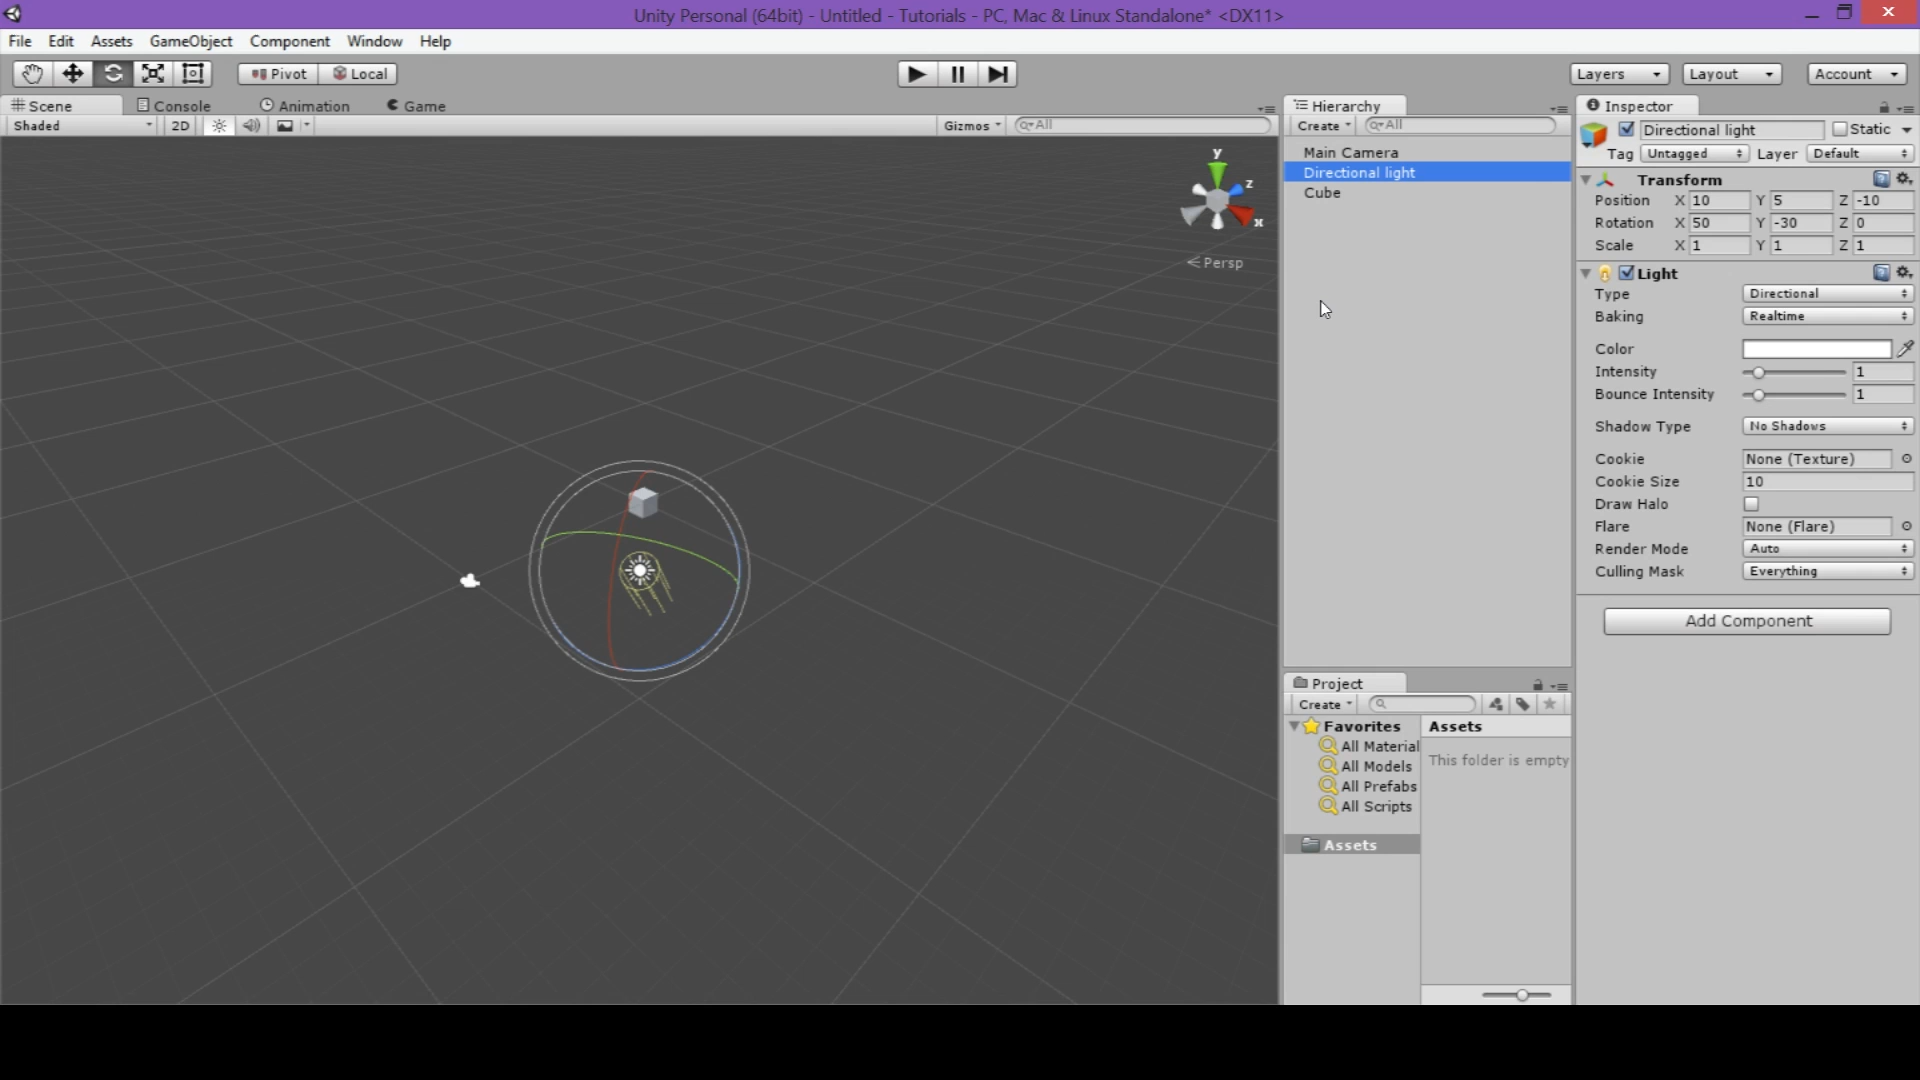 Unity Personal (64bit) - Untitled - Tutorials - PC, Mac & Linux Standalone* <DX11>
File Edit Assets GameObject Component Window Help
Pivot Local Layers Layout Account
Scene Console Animation Game
Shaded 2D Gizmos All
y
z
x
Persp
Hierarchy
Create All
Main Camera
Directional light
Cube
Project
Create
Favorites
All Material
All Models
All Prefabs
All Scripts
Assets
Assets
This folder is empty
Inspector
Directional light Static
Tag Untagged Layer Default
Transform
Position X 10 Y 5 Z -10
Rotation X 50 Y -30 Z 0
Scale X 1 Y 1 Z 1
Light
Type Directional
Baking Realtime
Color
Intensity 1
Bounce Intensity 1
Shadow Type No Shadows
Cookie None (Texture)
Cookie Size 10
Draw Halo
Flare None (Flare)
Render Mode Auto
Culling Mask Everything
Add Component